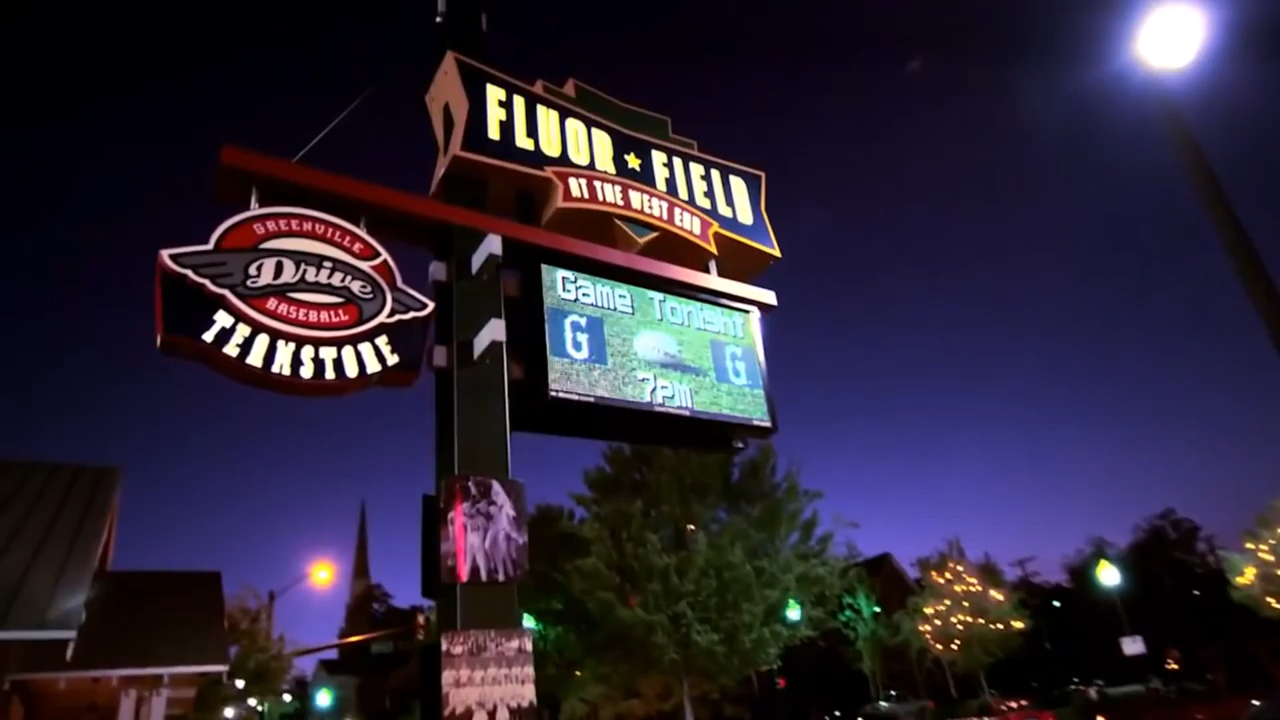 FLUOR ★ FIELD
AT THE WEST END
GREENVILLE
Drive
BASEBALL
TEAMSTORE
Game Tonight
G G
7pm